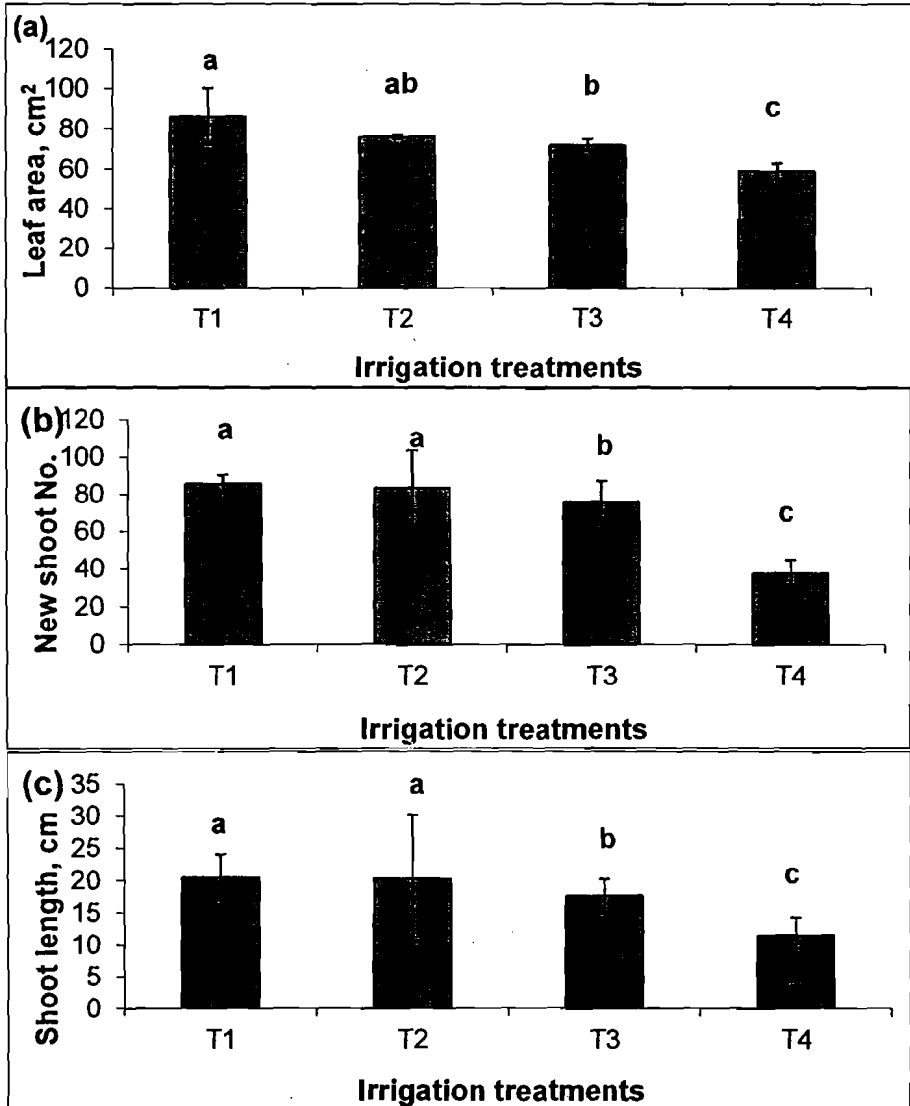 (a)
120
100
80
60
40
20
0
Leaf area, cm²
a
ab
b
c
T1 T2 T3 T4
Irrigation treatments
(b)
120
100
80
60
40
20
0
New shoot No.
a
a
b
c
T1 T2 T3 T4
Irrigation treatments
(c)
35
30
25
20
15
10
5
0
Shoot length, cm
a
a
b
c
T1 T2 T3 T4
Irrigation treatments